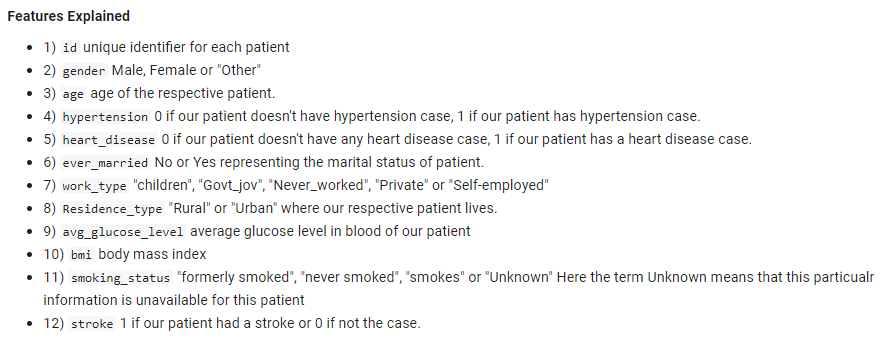 Features Explained
• 1) id unique identifier for each patient
• 2) gender Male, Female or "Other"
• 3) age age of the respective patient.
• 4) hypertension 0 if our patient doesn't have hypertension case, 1 if our patient has hypertension case.
• 5) heart_disease 0 if our patient doesn't have any heart disease case, 1 if our patient has a heart disease case.
• 6) ever_married No or Yes representing the marital status of patient.
• 7) work_type "children", "Govt_jov", "Never_worked", "Private" or "Self-employed"
• 8) Residence_type "Rural" or "Urban" where our respective patient lives.
• 9) avg_glucose_level average glucose level in blood of our patient
• 10) bmi body mass index
• 11) smoking_status "formerly smoked", "never smoked", "smokes" or "Unknown" Here the term Unknown means that this particualr
information is unavailable for this patient
• 12) stroke 1 if our patient had a stroke or 0 if not the case.